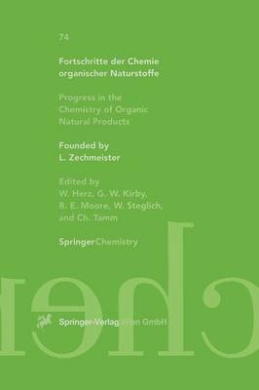 74
Fortschritte der Chemie
organischer Naturstoffe
Progress in the
Chemistry of Organic
Natural Products
Founded by
L. Zechmeister
Edited by
W. Herz, G. W. Kirby,
R. E. Moore, W. Steglich,
and Ch. Tamm
SpringerChemistry
Springer-Verlag Wien GmbH